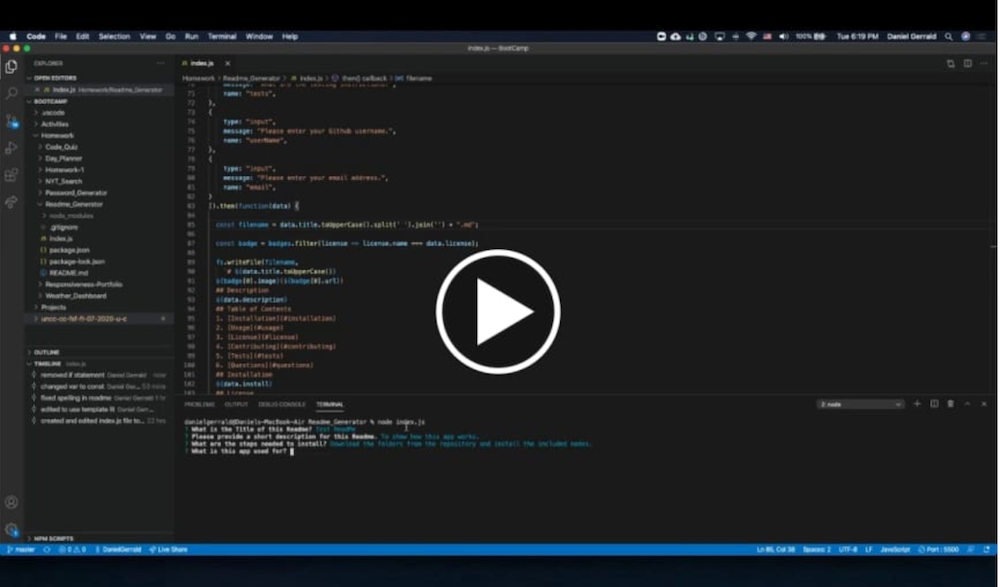 Code File Edit Selection View Go Run Terminal Window Help 100% Tue 6:19 PM Daniel Gerrald
index.js — BootCamp
EXPLORER
index.js
OPEN EDITORS
index.js Homework/Readme_Generator
Homework > Readme_Generator > index.js > then() callback > filename
BOOTCAMP
.vscode
Activities
Homework
Code_Quiz
Day_Planner
Homework-1
NYT_Search
Password_Generator
Readme_Generator
node_modules
.gitignore
index.js
package.json
package-lock.json
README.md
Responsiveness-Portfolio
Weather_Dashboard
Projects
OUTLINE
TIMELINE index.js
removed if statement Daniel Gerrald now
changed var to const Daniel Ger... 53 mins
fixed spelling in readme Daniel Gerrald 1 hr
edited to use template lit Daniel Gerr...
created and edited index.js file to... 22 hrs
NPM SCRIPTS
71 name: "tests",
72 },
73 {
74 type: "input",
75 message: "Please enter your Github username.",
76 name: "userName",
77 },
78 {
79 type: "input",
80 message: "Please enter your email address.",
81 name: "email",
82 }
83 ]).then(function(data) {
84
85 const filename = data.title.toUpperCase().split(' ').join('') + ".md";
86
87 const badge = badges.filter(license => license.name === data.license);
88
89 fs.writeFile(filename,
90 `# ${data.title.toUpperCase()}
91 ${badge[0].image}(${badge[0].url})
92 ## Description
93 ${data.description}
94 ## Table of Contents
95 1. [Installation](#installation)
96 2. [Usage](#usage)
97 3. [License](#license)
98 4. [Contributing](#contributing)
99 5. [Tests](#tests)
100 6. [Questions](#questions)
101 ## Installation
102 ${data.install}
103 ## License
PROBLEMS OUTPUT DEBUG CONSOLE TERMINAL 2: node
danielgerrald@Daniels-MacBook-Air Readme_Generator % node index.js
? What is the Title of this Readme? Test ReadMe
? Please provide a short description for this Readme. To show how this app works.
? What are the steps needed to install? Download the folders from the repository and install the included nodes.
? What is this app used for?
master 0 0 DanielGerrald Live Share Ln 85, Col 38 Spaces: 2 UTF-8 LF JavaScript Port : 5500